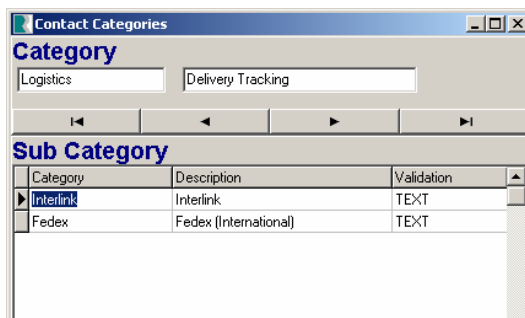 Contact Categories
Category
Logistics Delivery Tracking
Sub Category
Category Description Validation
Interlink Interlink TEXT
Fedex Fedex (International) TEXT